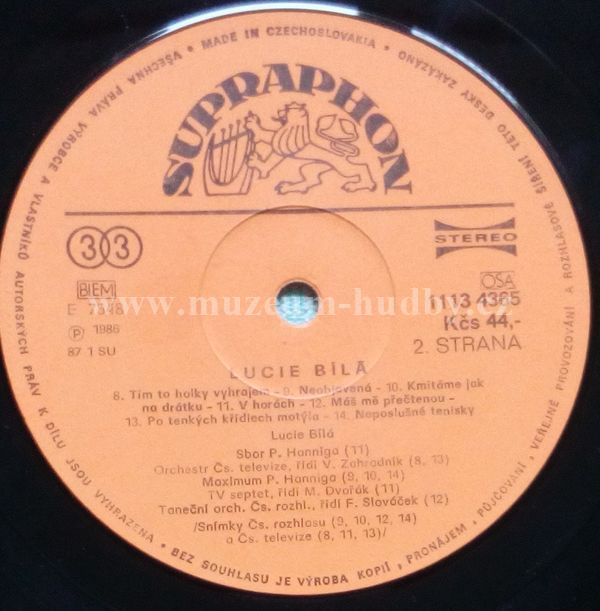 VŠECHNA PRÁVA VÝROBCE A VLASTNÍKŮ AUTORSKÝCH PRÁV K DÍLU JSOU VYHRAZENA • BEZ SOUHLASU JE VÝROBA KOPIÍ, PRONÁJEM, PŮJČOVÁNÍ, VEŘEJNÉ PROVOZOVÁNÍ A ROZHLASOVÉ ŠÍŘENÍ TÉTO DESKY ZAKÁZÁNO • MADE IN CZECHOSLOVAKIA •
SUPRAPHON
33
STEREO
BIEM
OSA
E 7348
1113 4365
www.muzeum-hudby.cz
℗ 1986
Kčs 44,-
87 1 SU
2. STRANA
LUCIE BÍLÁ
8. Tím to holky vyhrajem - 9. Neobjevená - 10. Kmitáme jak
na drátku - 11. V horách - 12. Máš mě přečtenou -
13. Po tenkých křídlech motýla - 14. Neposlušné tenisky
Lucie Bílá
Sbor P. Hanniga (11)
Orchestr Čs. televize, řídí V. Zahradník (8, 13)
Maximum P. Hanniga (9, 10, 14)
TV septet, řídí M. Dvořák (11)
Taneční orch. Čs. rozhl., řídí F. Slováček (12)
/Snímky Čs. rozhlasu (9, 10, 12, 14)
a Čs. televize (8, 11, 13)/